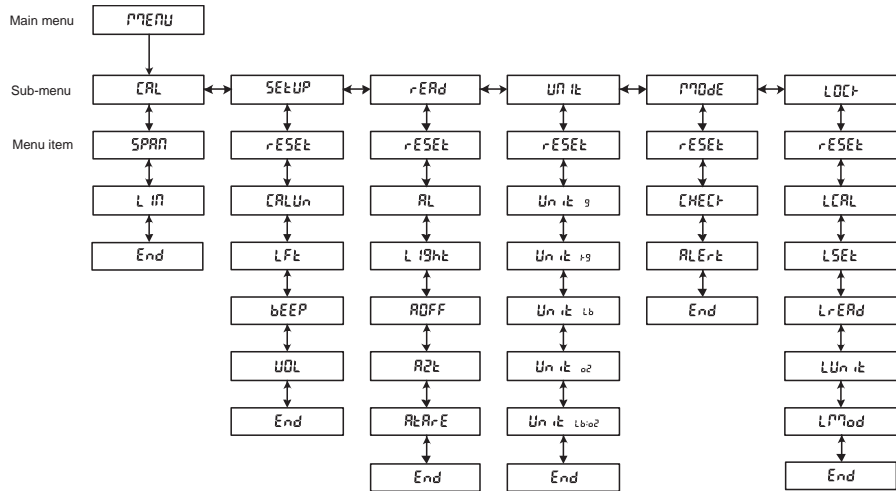 Main menu MENU
Sub-menu CAL SEtUP rEAd UNit MOdE LOCk
Menu item SPAN rESEt rESEt rESEt rESEt rESEt
LIN CALUn AL Unit g CHECk LCAL
End LFt LIght Unit kg ALErt LSEt
bEEP AOFF Unit Lb End LrEAd
VOL AZt Unit oz LUnit
End AtArE Unit Lb:oz LMod
End End End